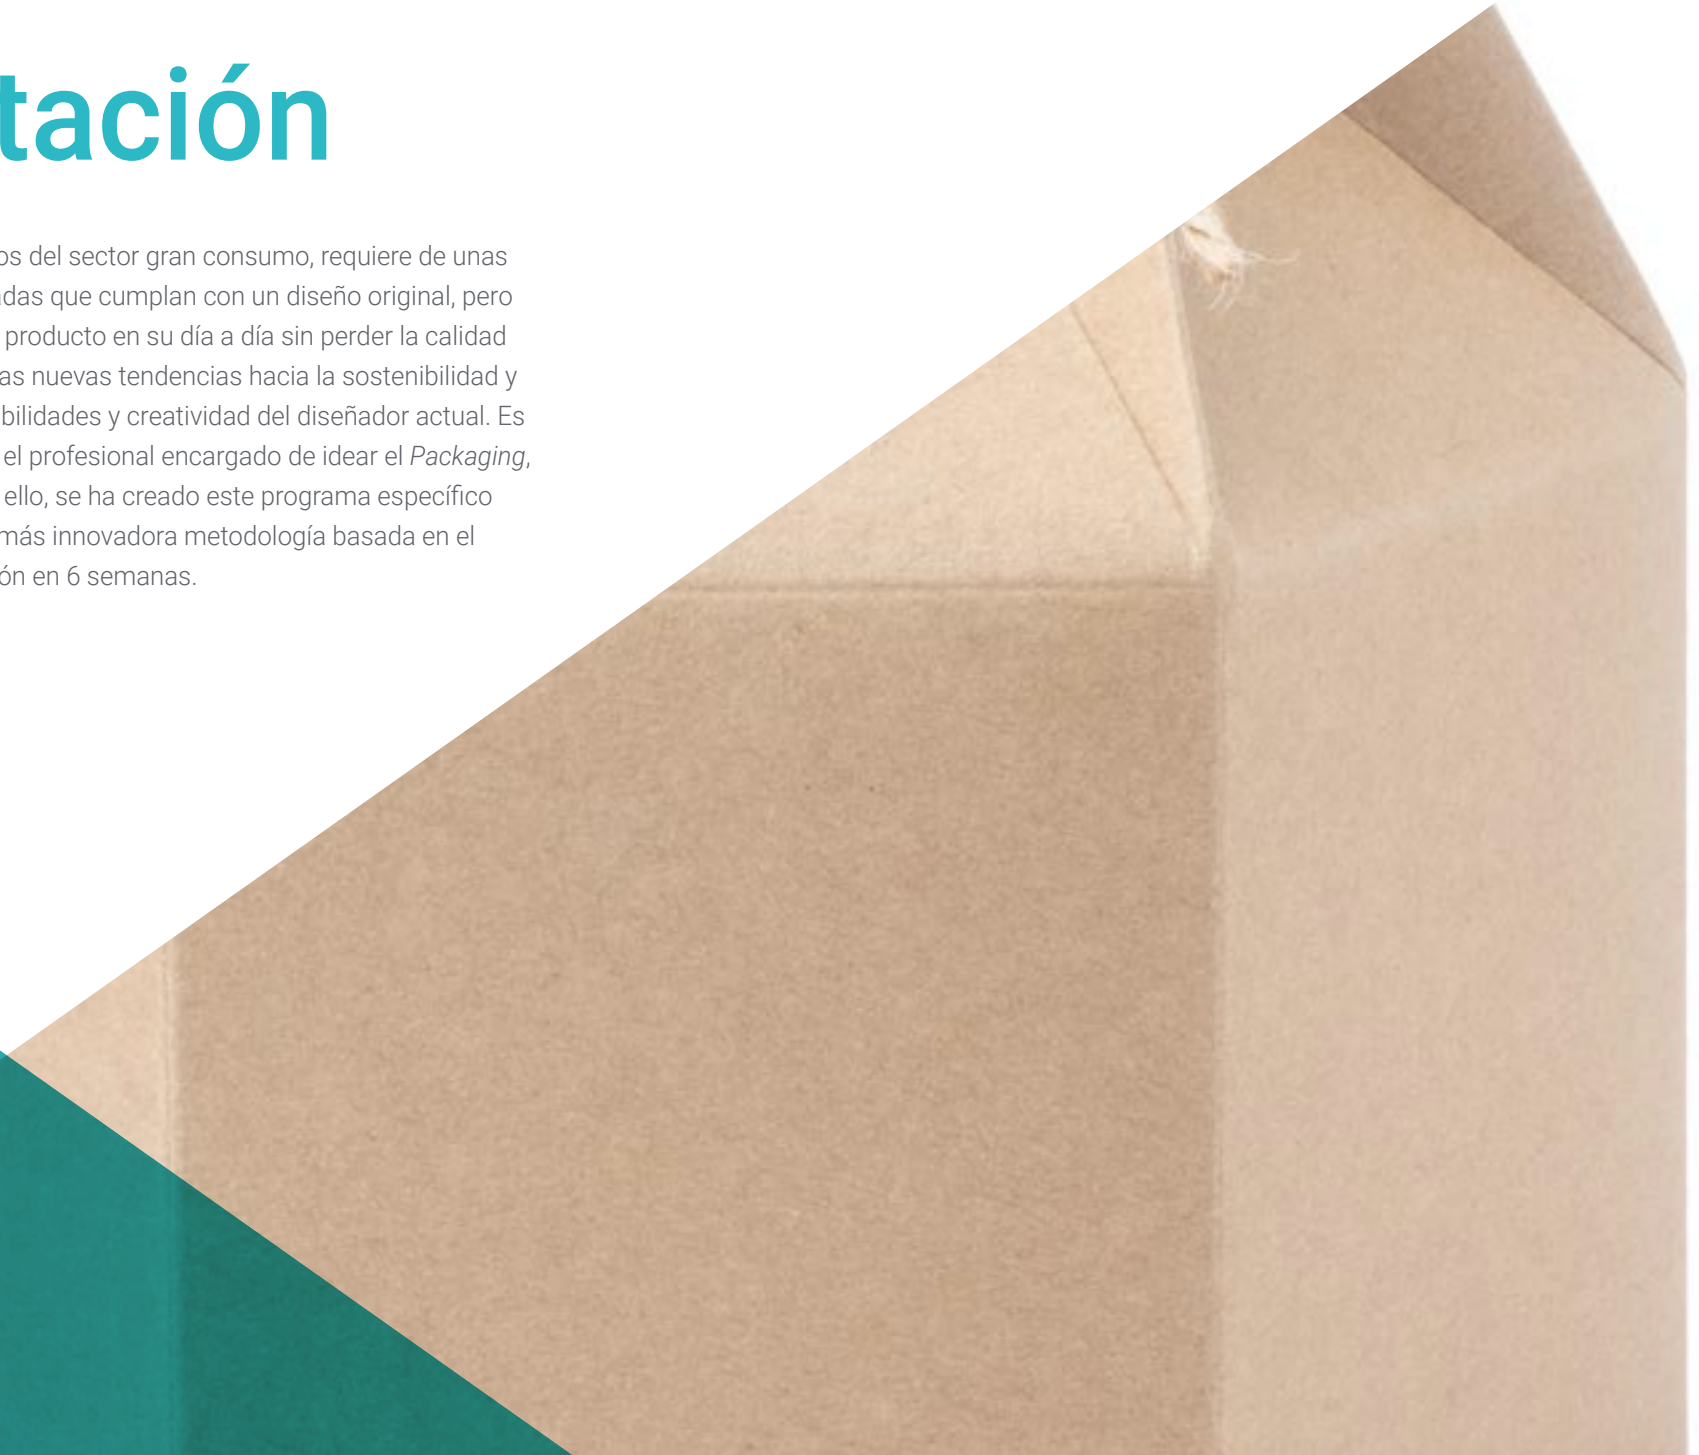 tación
os del sector gran consumo, requiere de unas
adas que cumplan con un diseño original, pero
producto en su día a día sin perder la calidad
as nuevas tendencias hacia la sostenibilidad y
bilidades y creatividad del diseñador actual. Es
el profesional encargado de idear el Packaging,
ello, se ha creado este programa específico
más innovadora metodología basada en el
ón en 6 semanas.